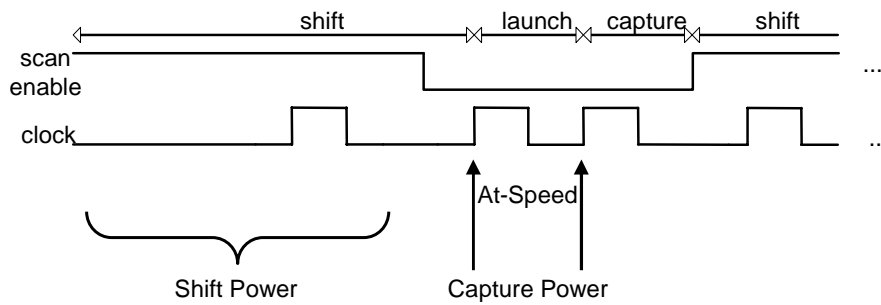 shift launch capture shift
scan
enable ...
clock ..
At-Speed
Shift Power Capture Power